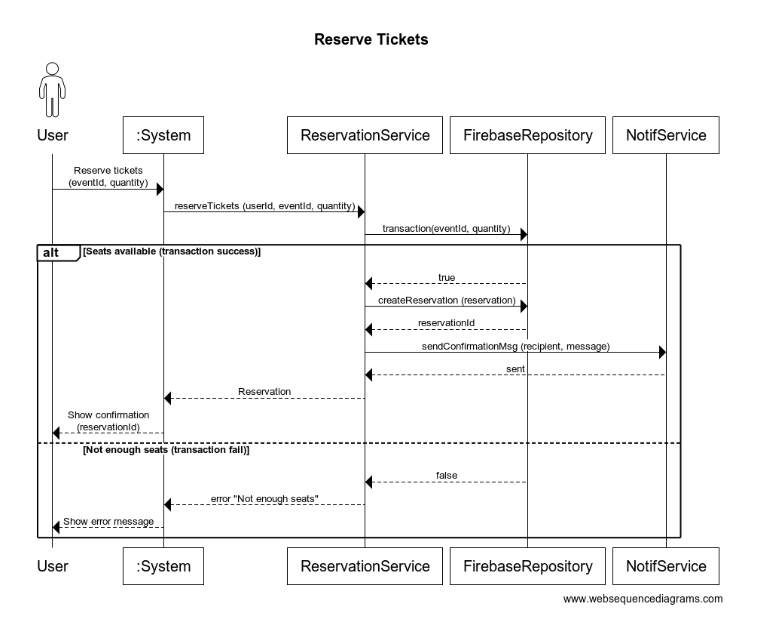 Reserve Tickets
User
:System
ReservationService
FirebaseRepository
NotifService
Reserve tickets
(eventId, quantity)
reserveTickets (userId, eventId, quantity)
transaction(eventId, quantity)
alt
[Seats available (transaction success)]
true
createReservation (reservation)
reservationId
sendConfirmationMsg (recipient, message)
sent
Reservation
Show confirmation
(reservationId)
[Not enough seats (transaction fail)]
false
error "Not enough seats"
Show error message
User
:System
ReservationService
FirebaseRepository
NotifService
www.websequencediagrams.com